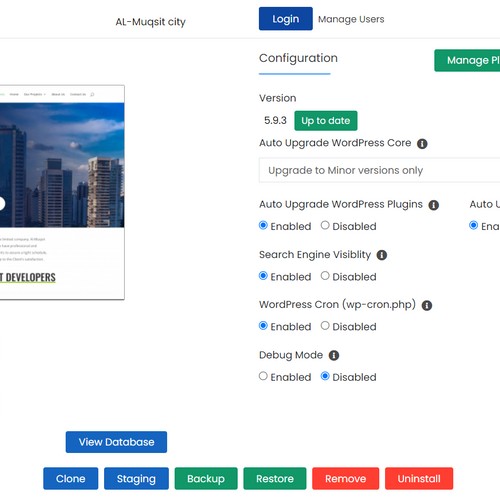 AL-Muqsit city
Login Manage Users
Configuration
Manage Pl
Version
5.9.3 Up to date
Auto Upgrade WordPress Core
Upgrade to Minor versions only
Auto Upgrade WordPress Plugins
Auto U
Enabled Disabled
Ena
Search Engine Visiblity
Enabled Disabled
WordPress Cron (wp-cron.php)
Enabled Disabled
Debug Mode
Enabled Disabled
T DEVELOPERS
View Database
Clone Staging Backup Restore Remove Uninstall